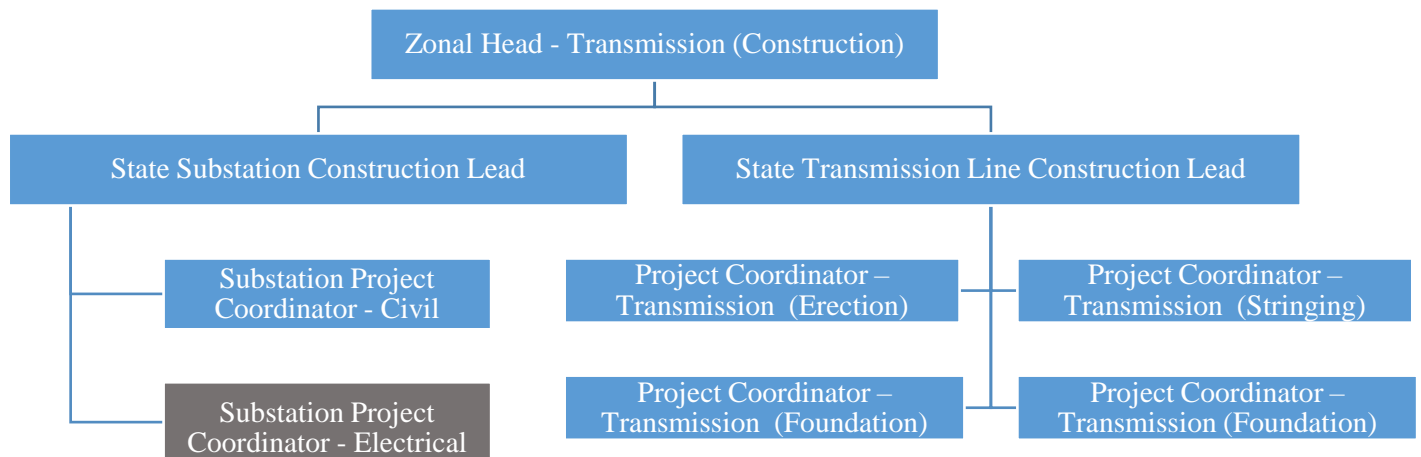 Zonal Head - Transmission (Construction)
State Substation Construction Lead
State Transmission Line Construction Lead
Substation Project
Coordinator - Civil
Project Coordinator –
Transmission  (Erection)
Project Coordinator –
Transmission  (Stringing)
Substation Project
Coordinator - Electrical
Project Coordinator –
Transmission  (Foundation)
Project Coordinator –
Transmission (Foundation)